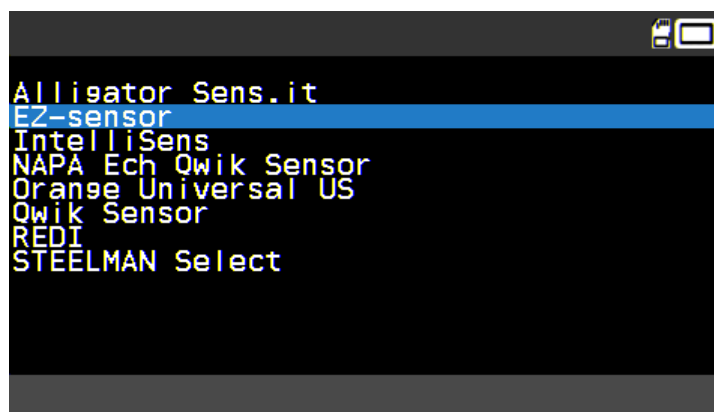 Alligator Sens.it
EZ-sensor
IntelliSens
NAPA Ech Qwik Sensor
Orange Universal US
Qwik Sensor
REDI
STEELMAN Select